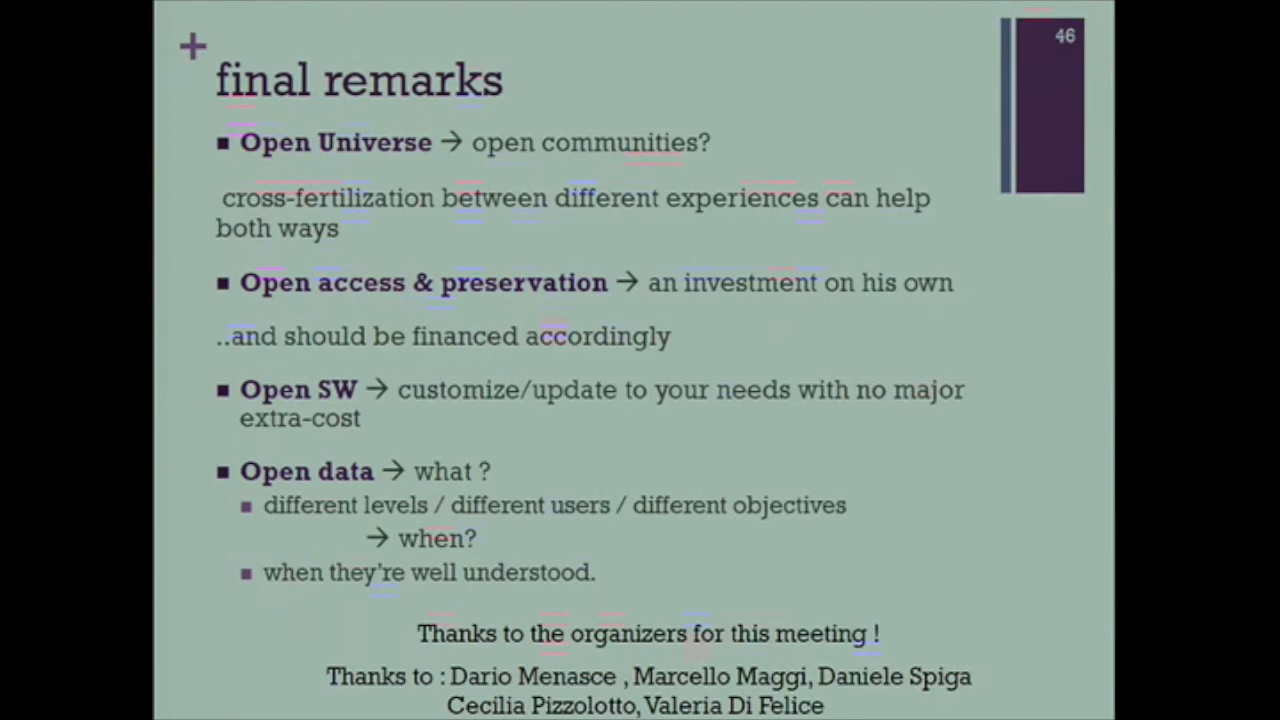 46
+
final remarks
■ Open Universe → open communities?
cross-fertilization between different experiences can help
both ways
■ Open access & preservation → an investment on his own
..and should be financed accordingly
■ Open SW → customize/update to your needs with no major
extra-cost
■ Open data → what ?
■ different levels / different users / different objectives
→ when?
■ when they're well understood.
Thanks to the organizers for this meeting !
Thanks to : Dario Menasce , Marcello Maggi, Daniele Spiga
Cecilia Pizzolotto, Valeria Di Felice